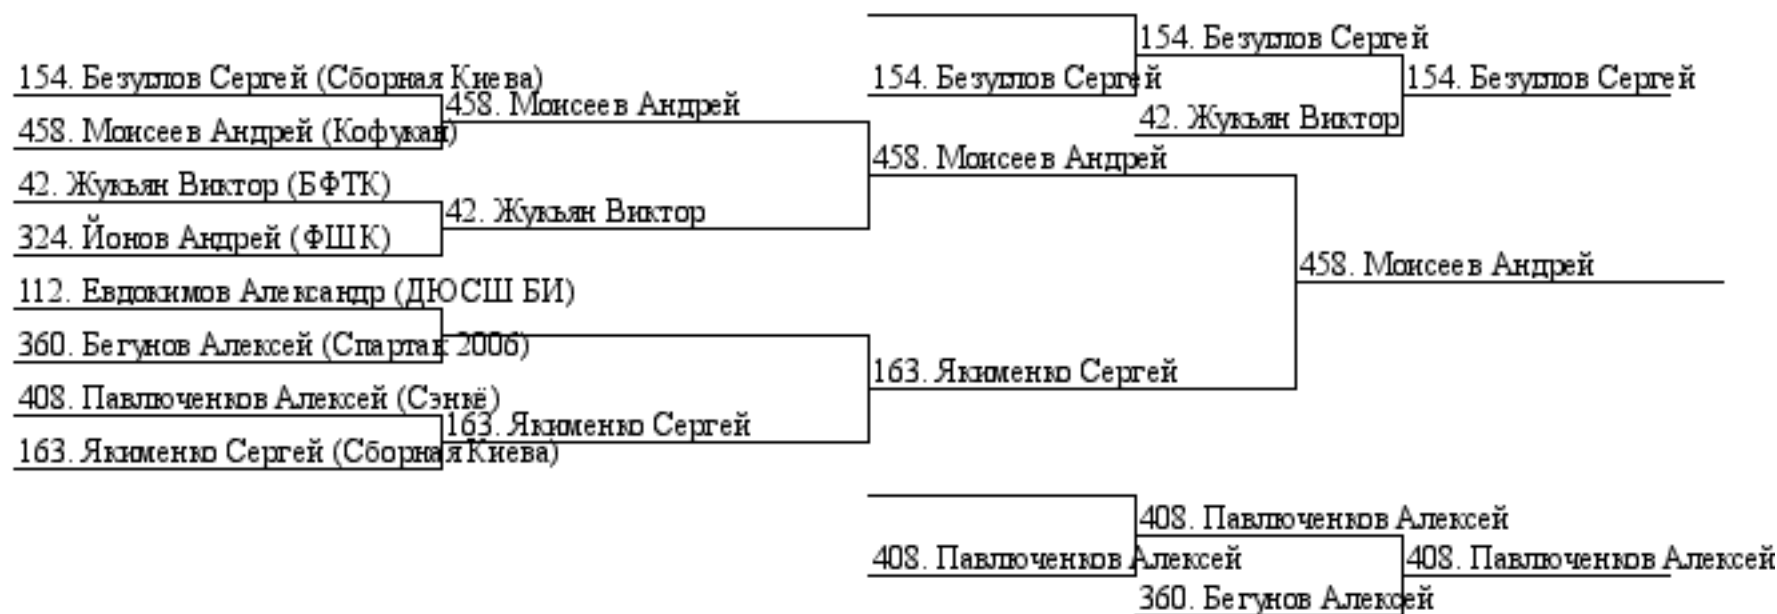 154. Безуглов Сергей
154. Безуглов Сергей (Сборная Киева)
154. Безуглов Сергей
154. Безуглов Сергей
458. Моисеев Андрей
458. Моисеев Андрей (Кофукан)
42. Жукьян Виктор
458. Моисеев Андрей
42. Жукьян Виктор (БФТК)
42. Жукьян Виктор
324. Йонов Андрей (ФШК)
458. Моисеев Андрей
112. Евдокимов Александр (ДЮСШ БИ)
360. Бегунов Алексей (Спартак 2006)
163. Якименко Сергей
408. Павлюченков Алексей (Сэнкё)
163. Якименко Сергей
163. Якименко Сергей (Сборная Киева)
408. Павлюченков Алексей
408. Павлюченков Алексей
408. Павлюченков Алексей
360. Бегунов Алексей